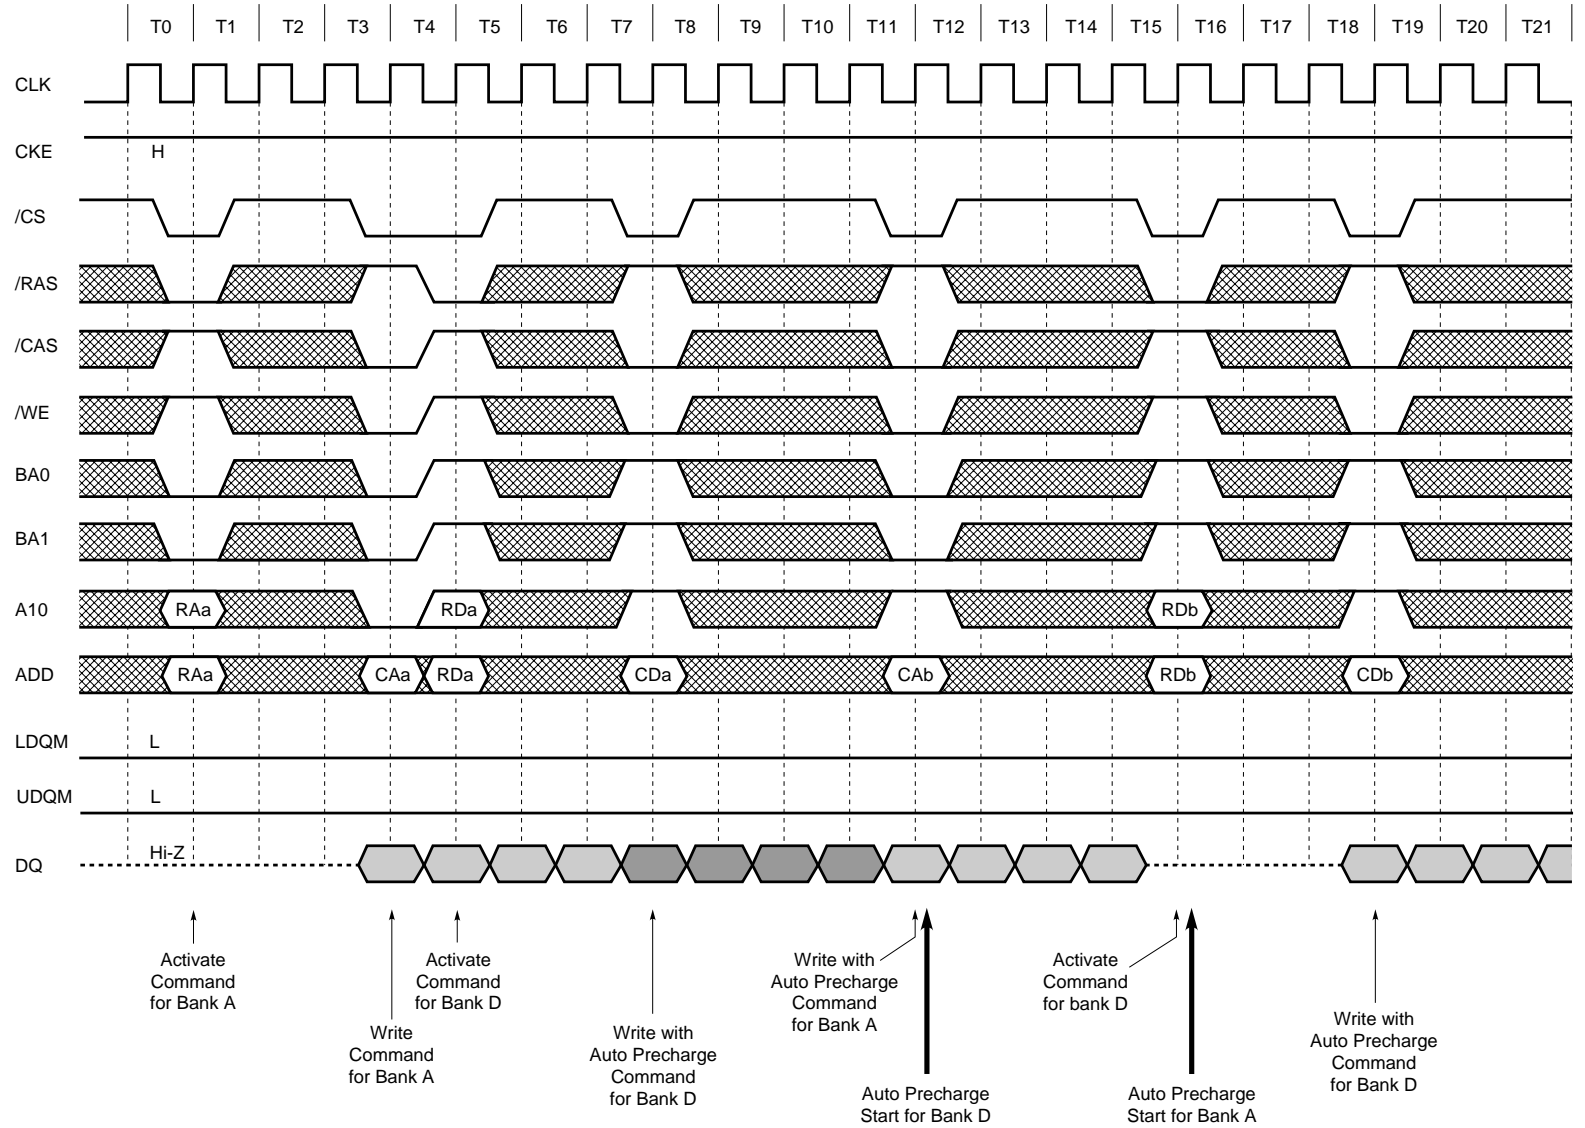 T0 T1 T2 T3 T4 T5 T6 T7 T8 T9 T10 T11 T12 T13 T14 T15 T16 T17 T18 T19 T20 T21
CLK
CKE
H
/CS
/RAS
/CAS
/WE
BA0
BA1
A10
RAa RDa RDb
ADD
RAa CAa RDa CDa CAb RDb CDb
LDQM
L
UDQM
L
DQ
Hi-Z
Activate
Command
for Bank A
Write
Command
for Bank A
Activate
Command
for Bank D
Write with
Auto Precharge
Command
for Bank D
Write with
Auto Precharge
Command
for Bank A
Auto Precharge
Start for Bank D
Activate
Command
for bank D
Auto Precharge
Start for Bank A
Write with
Auto Precharge
Command
for Bank D